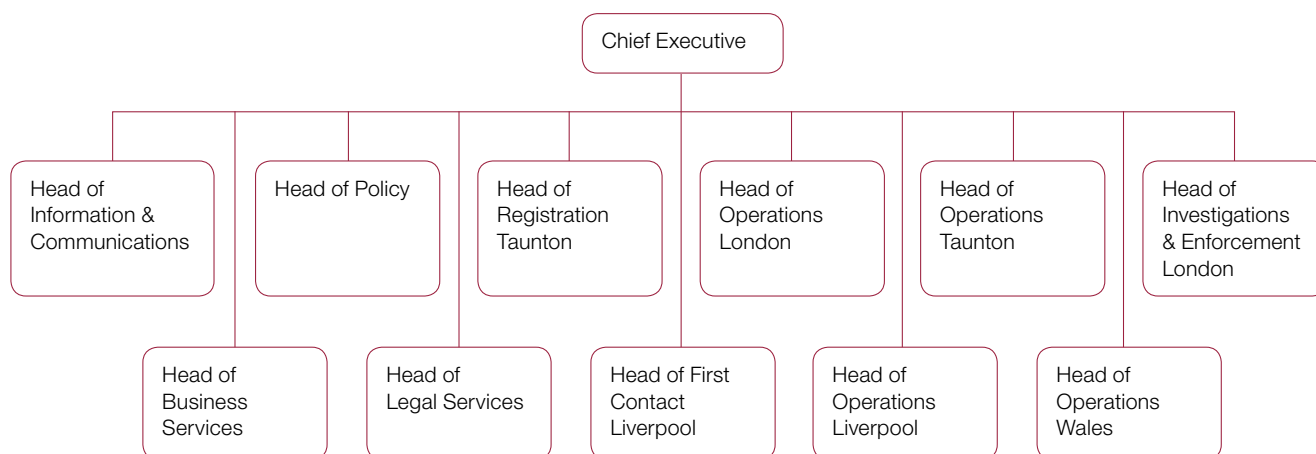 Chief Executive
Head of
Information &
Communications
Head of Policy
Head of
Registration
Taunton
Head of
Operations
London
Head of
Operations
Taunton
Head of
Investigations
& Enforcement
London
Head of
Business
Services
Head of
Legal Services
Head of First
Contact
Liverpool
Head of
Operations
Liverpool
Head of
Operations
Wales